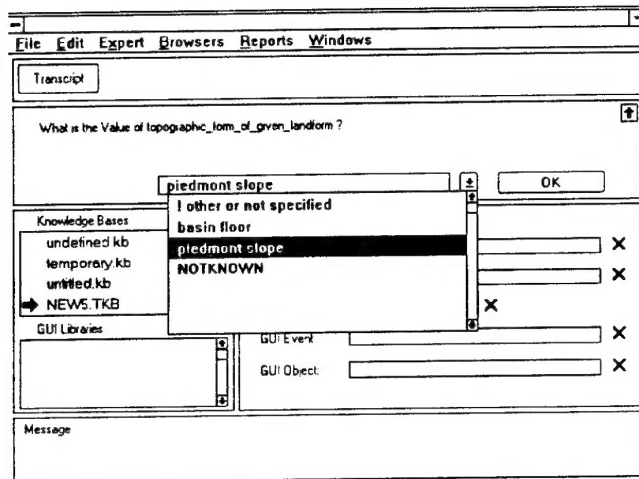 File Edit Expert Browsers Reports Windows
Transcript
What is the Value of topographic_form_of_given_landform ?
piedmont slope
OK
! other or not specified
basin floor
piedmont slope
NOTKNOWN
Knowledge Bases
undefined.kb
temporary.kb
untitled.kb
NEWS.TKB
GUI Libraries
GUI Event
GUI Object:
Message